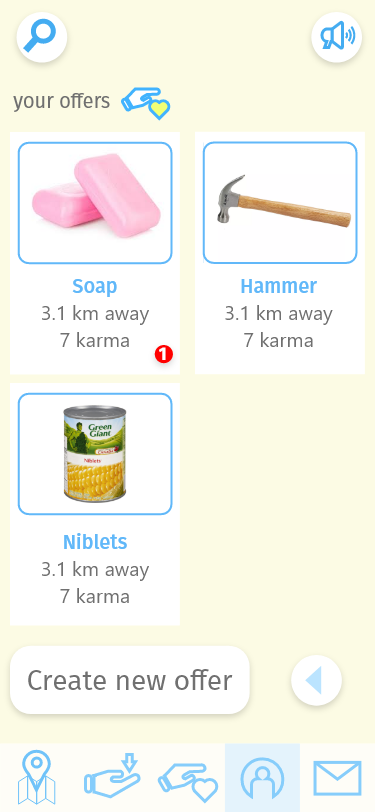 your offers
Soap
3.1 km away
7 karma
1
Hammer
3.1 km away
7 karma
Green
Giant
Niblets
Niblets
3.1 km away
7 karma
Create new offer